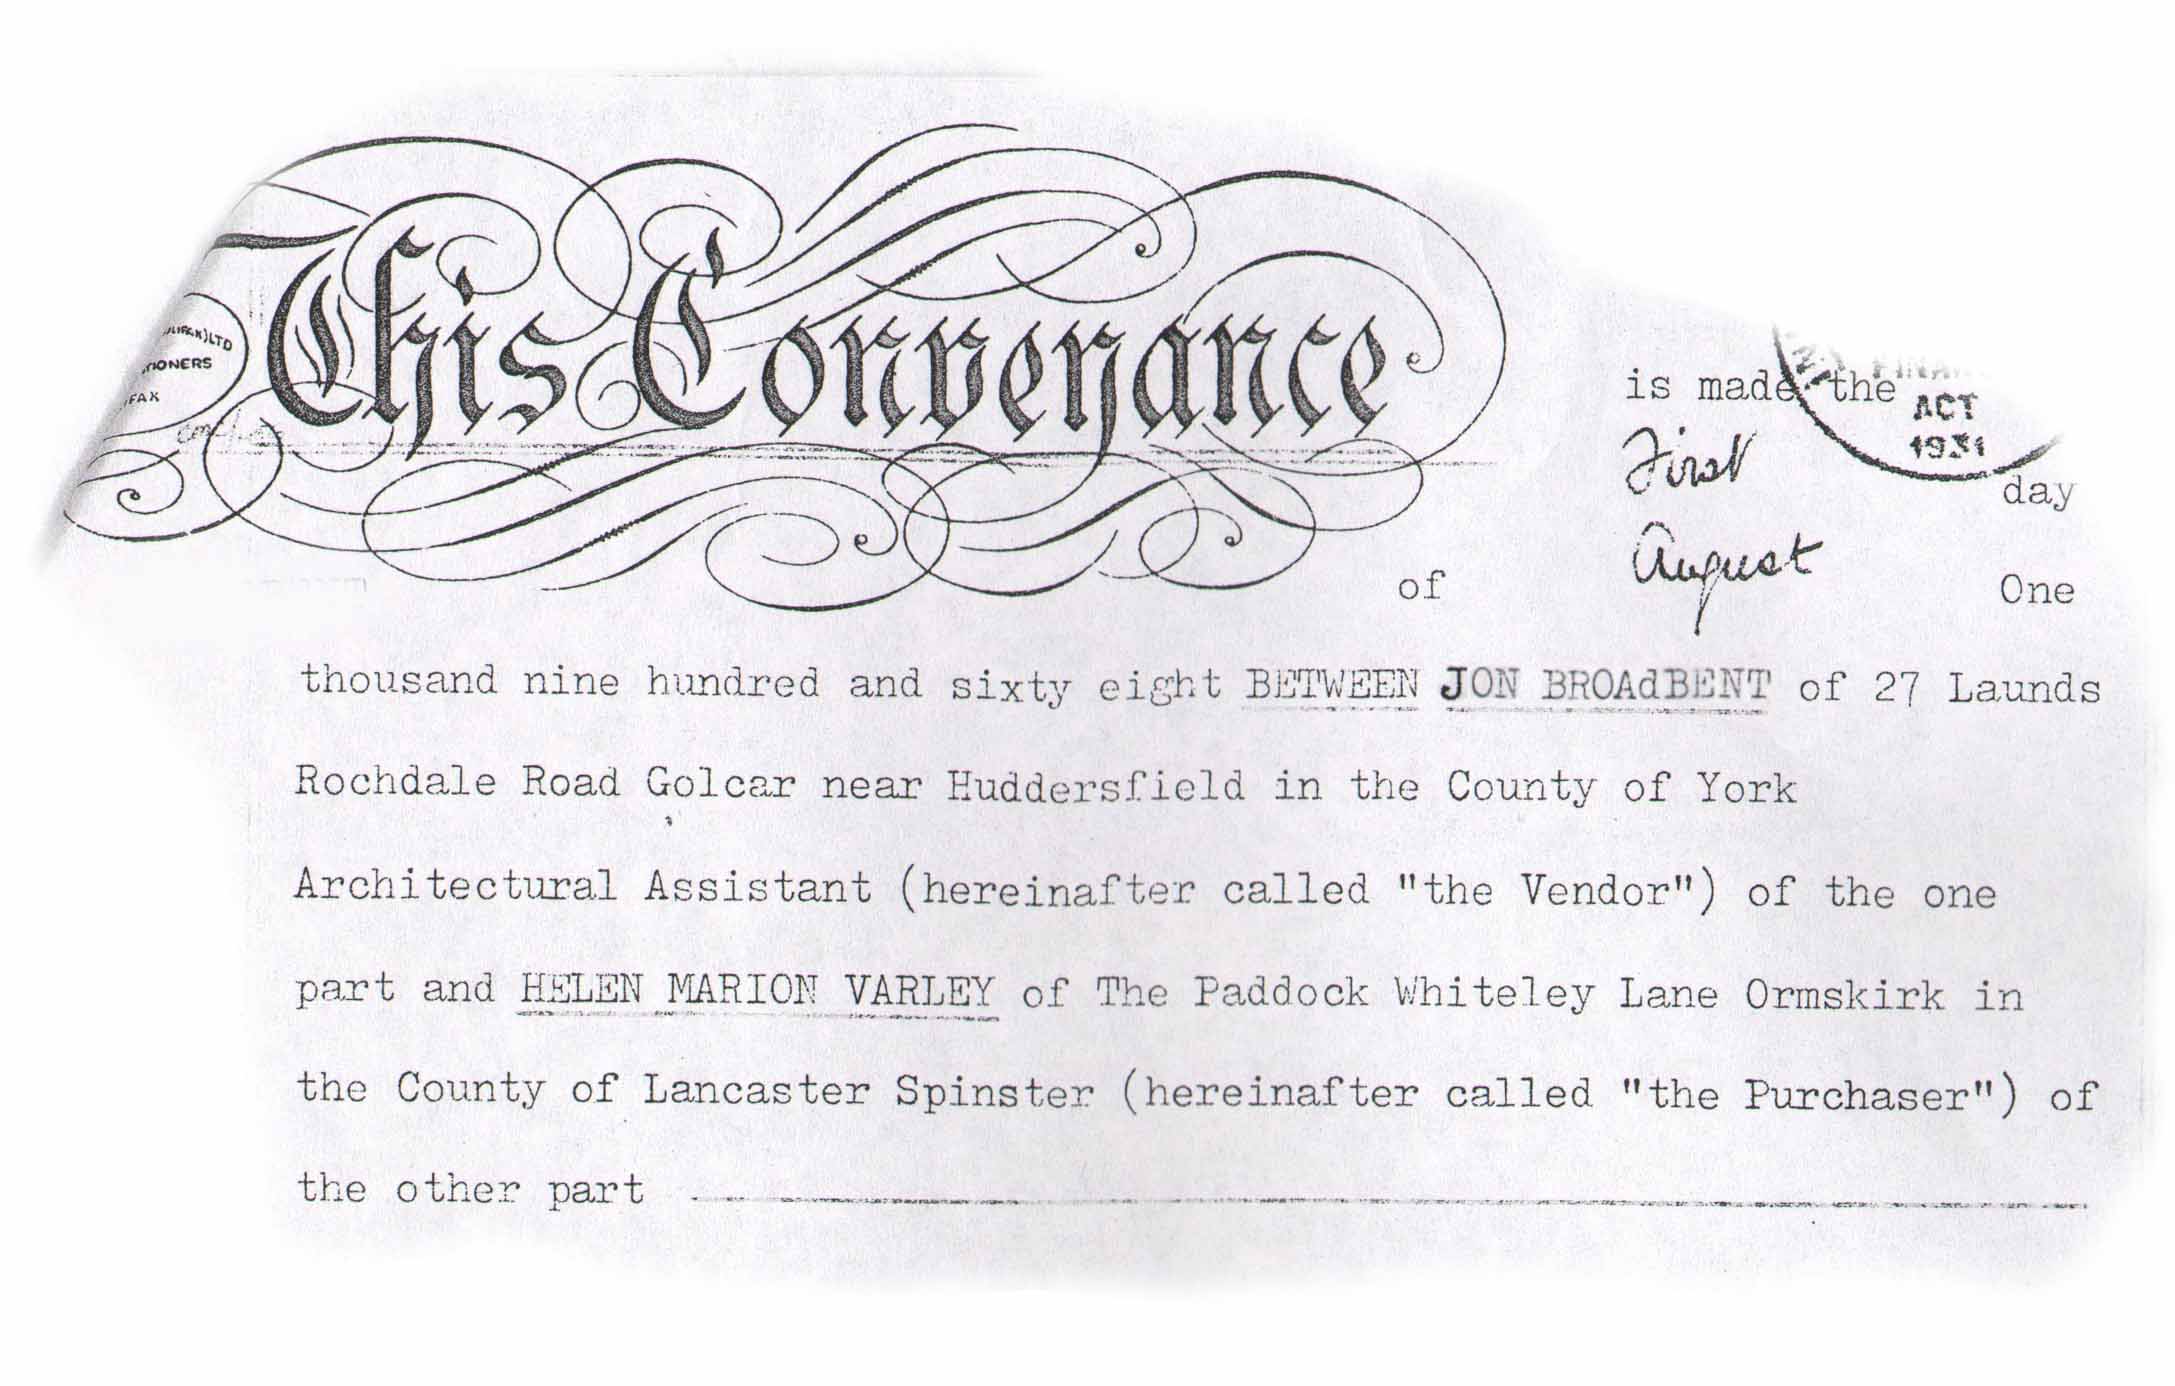 This Conveyance
LIFAX) LTD
TIONERS
FAX
is made the
FINAN
ACT
1931
First
day
of August One
thousand nine hundred and sixty eight BETWEEN JON BROAdBENT of 27 Launds
Rochdale Road Golcar near Huddersfield in the County of York
Architectural Assistant (hereinafter called "the Vendor") of the one
part and HELEN MARION VARLEY of The Paddock Whiteley Lane Ormskirk in
the County of Lancaster Spinster (hereinafter called "the Purchaser") of
the other part